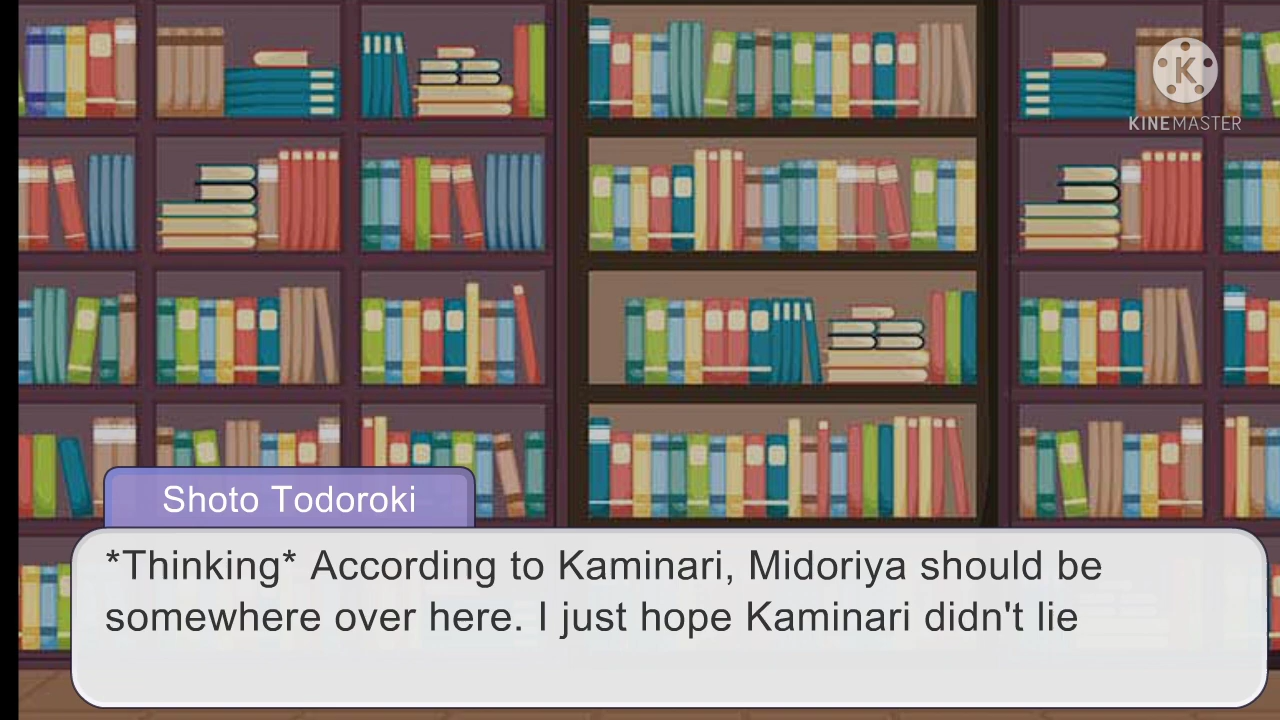 K
KINEMASTER
Shoto Todoroki
*Thinking* According to Kaminari, Midoriya should be
somewhere over here. I just hope Kaminari didn't lie